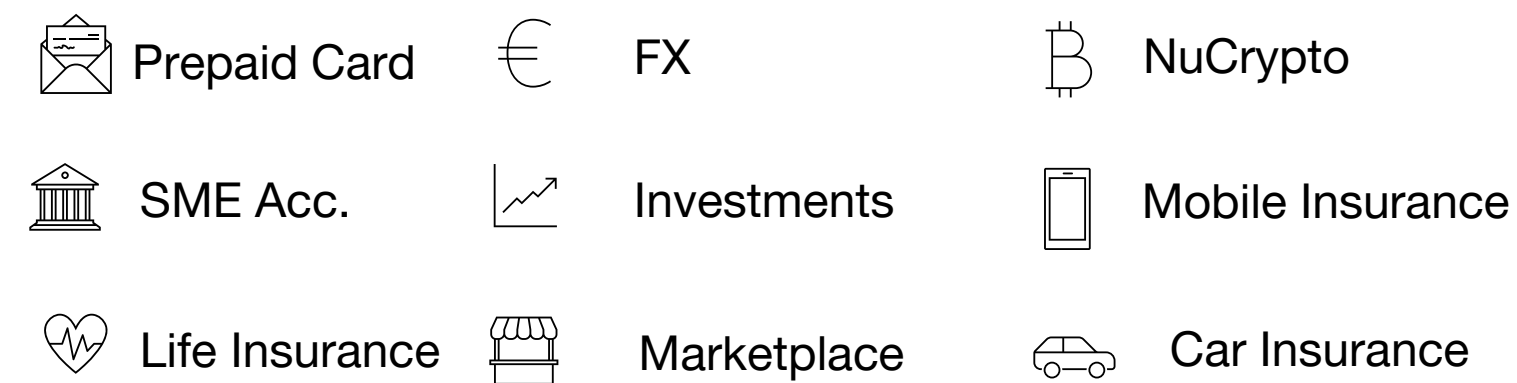 Prepaid Card
FX
NuCrypto
SME Acc.
Investments
Mobile Insurance
Life Insurance
Marketplace
Car Insurance